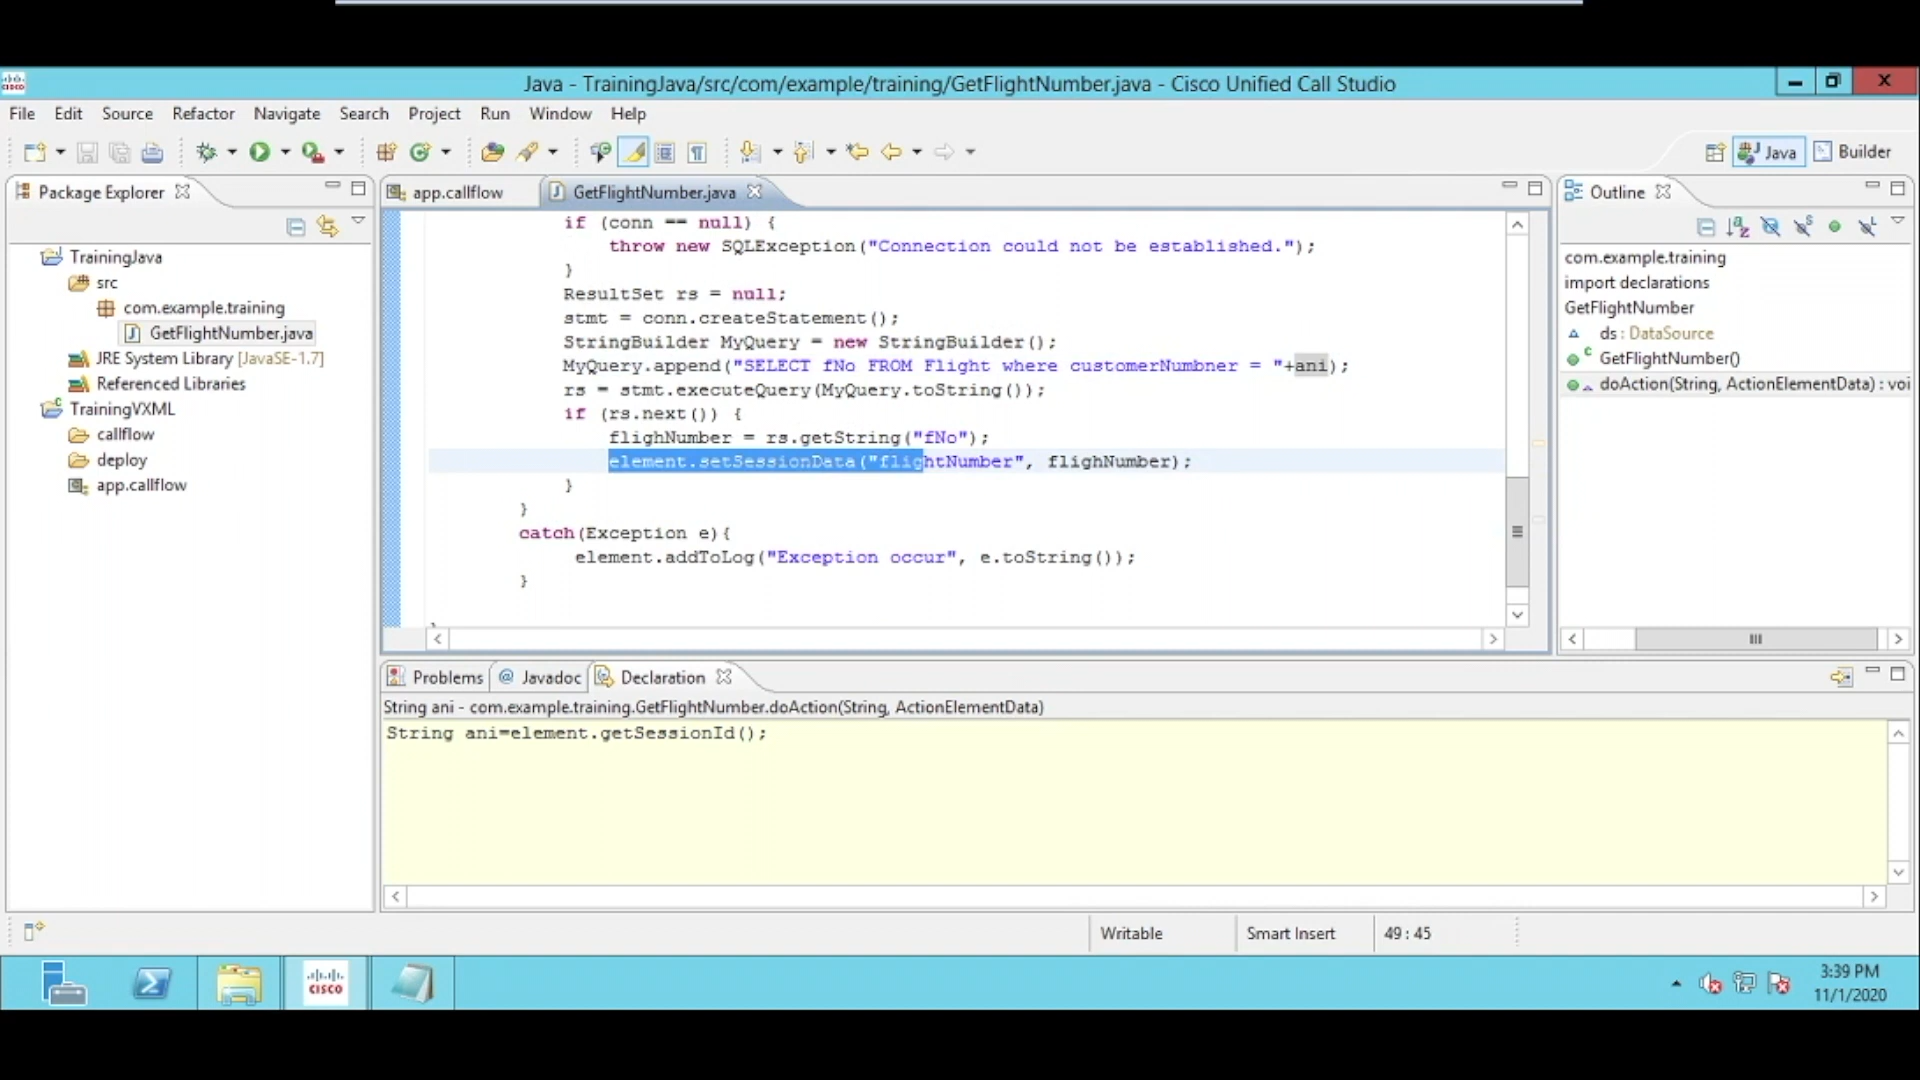 Java - TrainingJava/src/com/example/training/GetFlightNumber.java - Cisco Unified Call Studio
File Edit Source Refactor Navigate Search Project Run Window Help
Java Builder
Package Explorer
TrainingJava
src
com.example.training
GetFlightNumber.java
JRE System Library [JavaSE-1.7]
Referenced Libraries
TrainingVXML
callflow
deploy
app.callflow
app.callflow GetFlightNumber.java
if (conn == null) {
throw new SQLException("Connection could not be established.");
}
ResultSet rs = null;
stmt = conn.createStatement();
StringBuilder MyQuery = new StringBuilder();
MyQuery.append("SELECT fNo FROM Flight where customerNumbner = "+ani);
rs = stmt.executeQuery(MyQuery.toString());
if (rs.next()) {
flighNumber = rs.getString("fNo");
element.setSessionData("flightNumber", flighNumber);
}
}
catch(Exception e){
element.addToLog("Exception occur", e.toString());
}
Outline
com.example.training
import declarations
GetFlightNumber
ds : DataSource
GetFlightNumber()
doAction(String, ActionElementData) : voi
Problems @ Javadoc Declaration
String ani - com.example.training.GetFlightNumber.doAction(String, ActionElementData)
String ani=element.getSessionId();
Writable Smart Insert 49 : 45
CISCO
3:39 PM
11/1/2020